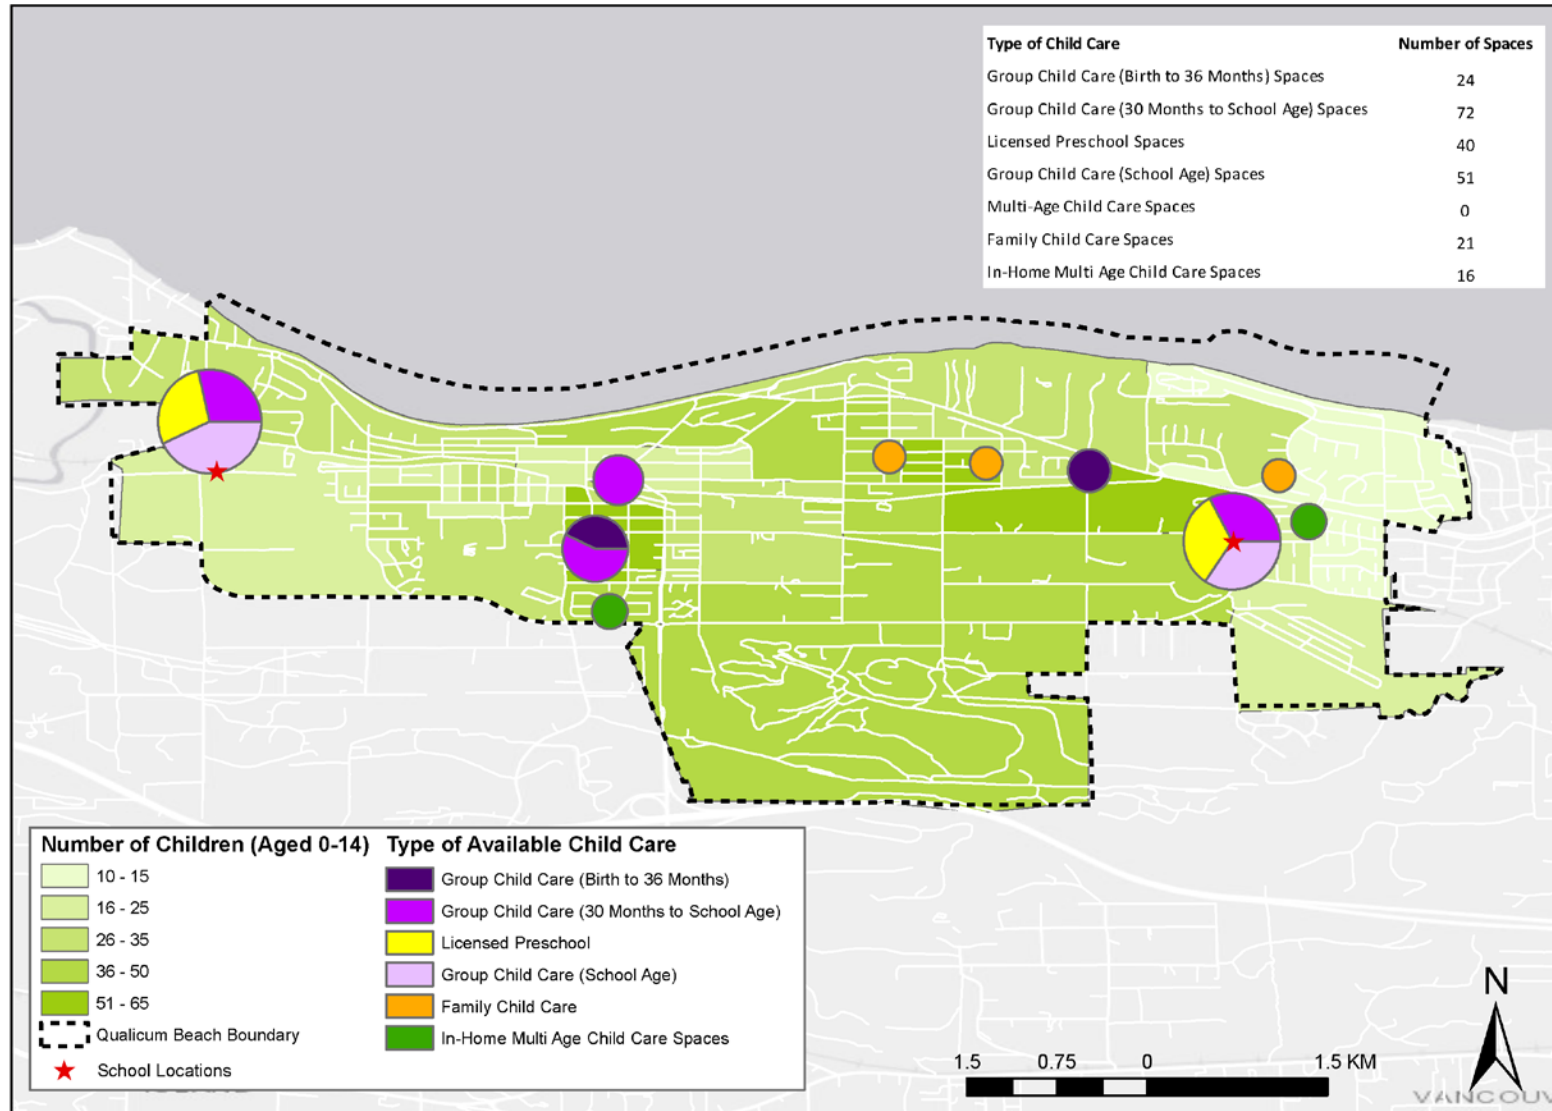 Type of Child Care Number of Spaces
Group Child Care (Birth to 36 Months) Spaces 24
Group Child Care (30 Months to School Age) Spaces 72
Licensed Preschool Spaces 40
Group Child Care (School Age) Spaces 51
Multi-Age Child Care Spaces 0
Family Child Care Spaces 21
In-Home Multi Age Child Care Spaces 16
Number of Children (Aged 0-14)
10 - 15
16 - 25
26 - 35
36 - 50
51 - 65
Qualicum Beach Boundary
School Locations
Type of Available Child Care
Group Child Care (Birth to 36 Months)
Group Child Care (30 Months to School Age)
Licensed Preschool
Group Child Care (School Age)
Family Child Care
In-Home Multi Age Child Care Spaces
N
1.5 0.75 0 1.5 KM
VANCOUV